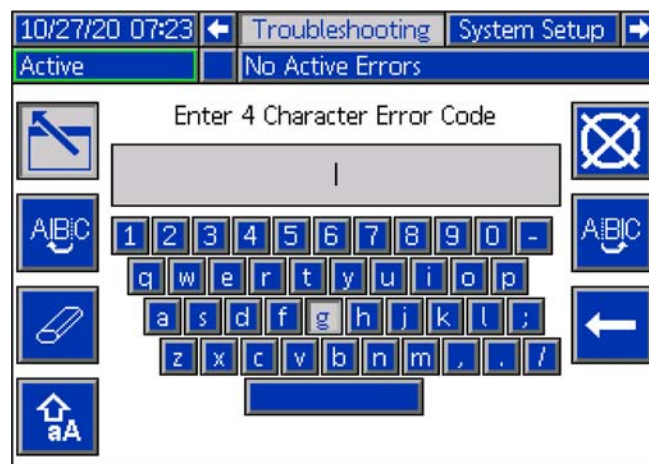 10/27/20 07:23 Troubleshooting System Setup
Active No Active Errors
Enter 4 Character Error Code
A|B|C 1 2 3 4 5 6 7 8 9 0 - A|B|C
q w e r t y u i o p
a s d f g h j k l ;
z x c v b n m , . /
aA